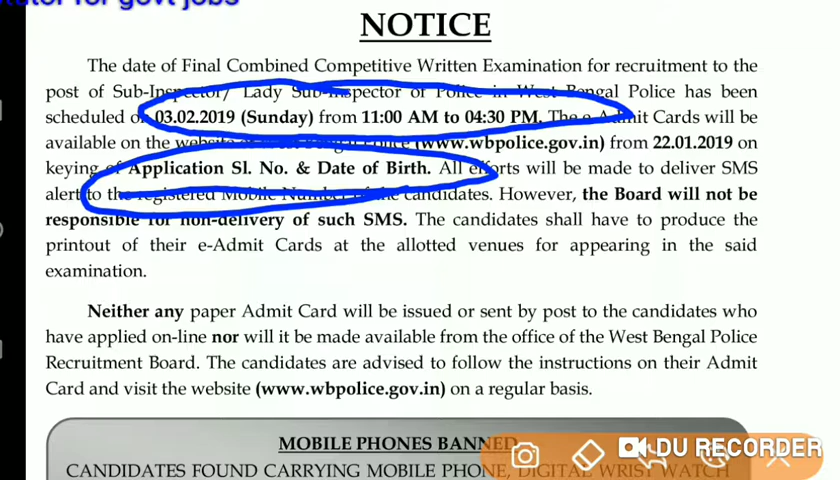 for govt jobs
NOTICE
The date of Final Combined Competitive Written Examination for recruitment to the
post of Sub-Inspector/ Lady Sub-Inspector of Police in West Bengal Police has been
scheduled on 03.02.2019 (Sunday) from 11:00 AM to 04:30 PM. The e-Admit Cards will be
available on the website of West Bengal Police (www.wbpolice.gov.in) from 22.01.2019 on
keying of Application Sl. No. & Date of Birth. All efforts will be made to deliver SMS
alert to the registered Mobile Number of the candidates. However, the Board will not be
responsible for non-delivery of such SMS. The candidates shall have to produce the
printout of their e-Admit Cards at the allotted venues for appearing in the said
examination.
Neither any paper Admit Card will be issued or sent by post to the candidates who
have applied on-line nor will it be made available from the office of the West Bengal Police
Recruitment Board. The candidates are advised to follow the instructions on their Admit
Card and visit the website (www.wbpolice.gov.in) on a regular basis.
MOBILE PHONES BANNED
DU RECORDER
CANDIDATES FOUND CARRYING MOBILE PHONE, DIGITAL WRIST WATCH